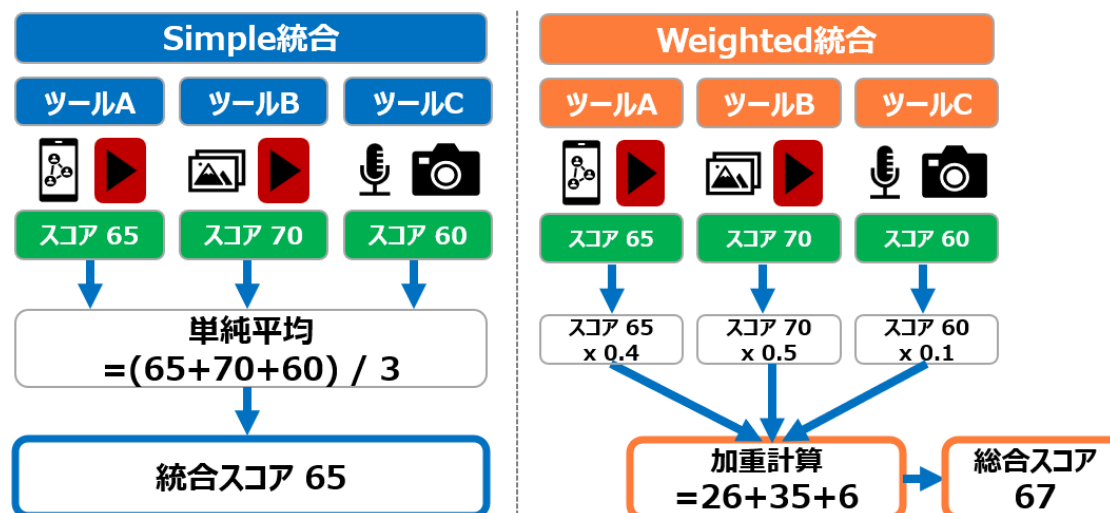 Simple統合
ツールA
ツールB
ツールC
スコア 65
スコア 70
スコア 60
単純平均
=(65+70+60) / 3
統合スコア 65
Weighted統合
ツールA
ツールB
ツールC
スコア 65
スコア 70
スコア 60
スコア 65
x 0.4
スコア 70
x 0.5
スコア 60
x 0.1
加重計算
=26+35+6
総合スコア
67